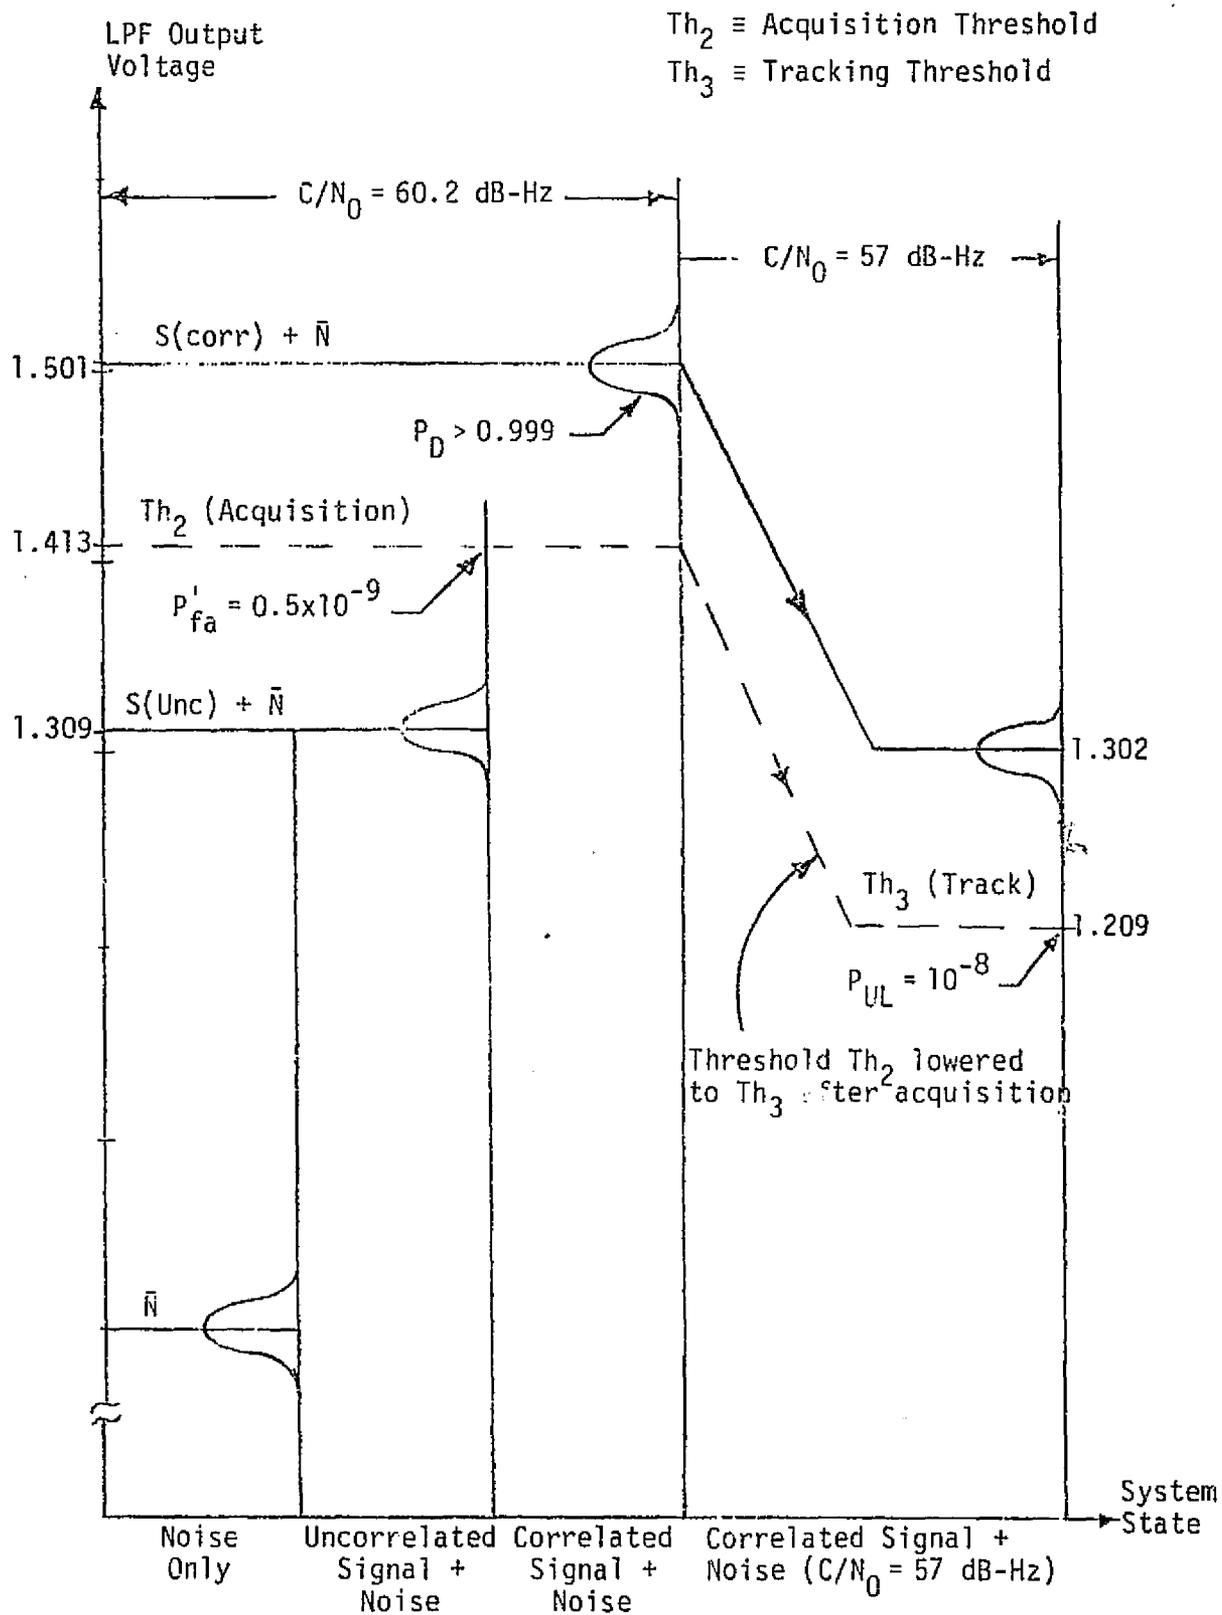 LPF Output
Voltage
Th₂ ≡ Acquisition Threshold
Th₃ ≡ Tracking Threshold
C/N₀ = 60.2 dB-Hz
C/N₀ = 57 dB-Hz
S(corr) + N̄
1.501
P_D > 0.999
Th₂ (Acquisition)
1.413
P'_fa = 0.5x10⁻⁹
S(Unc) + N̄
1.309
1.302
Th₃ (Track)
1.209
P_UL = 10⁻⁸
Threshold Th₂ lowered
to Th₃ after acquisition
N̄
System
State
Noise
Only
Uncorrelated
Signal +
Noise
Correlated
Signal +
Noise
Correlated Signal +
Noise (C/N₀ = 57 dB-Hz)